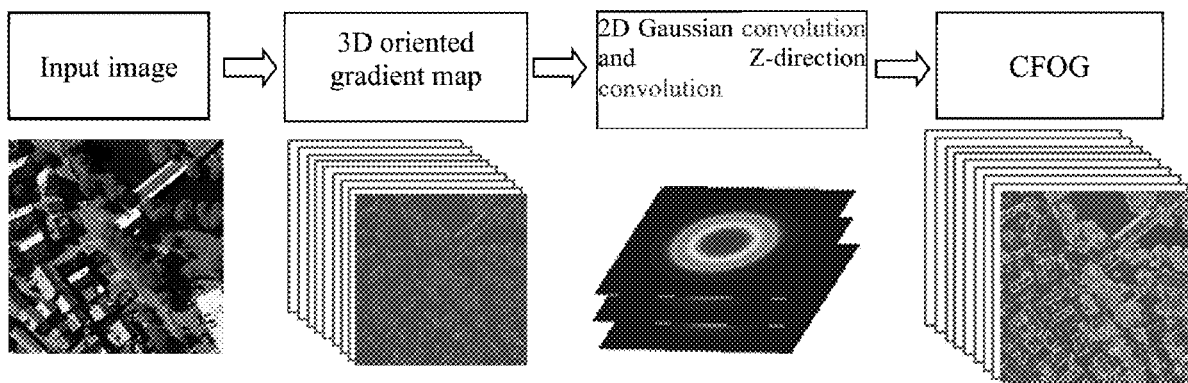 Input image
3D oriented
gradient map
2D Gaussian convolution
and Z-direction
convolution
CFOG